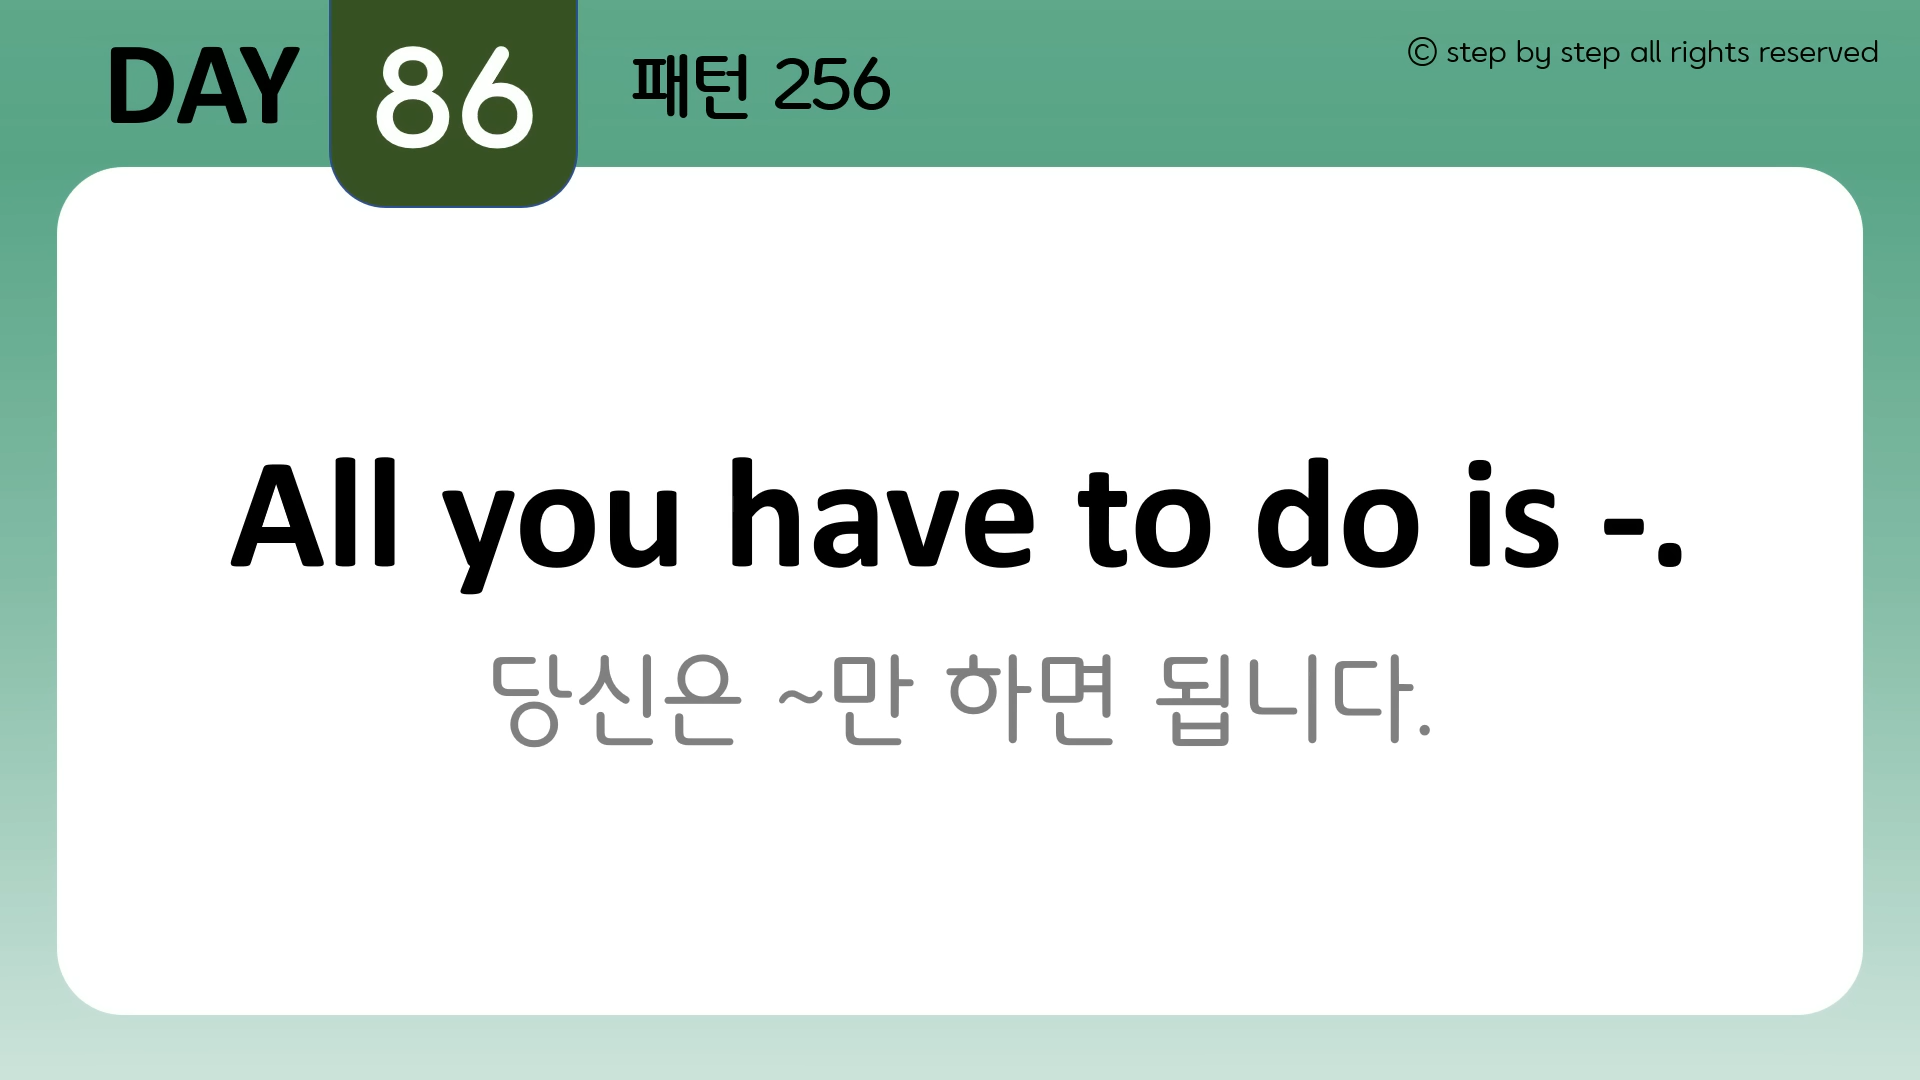 DAY 86 패턴 256
© step by step all rights reserved
All you have to do is -.
당신은 ~만 하면 됩니다.